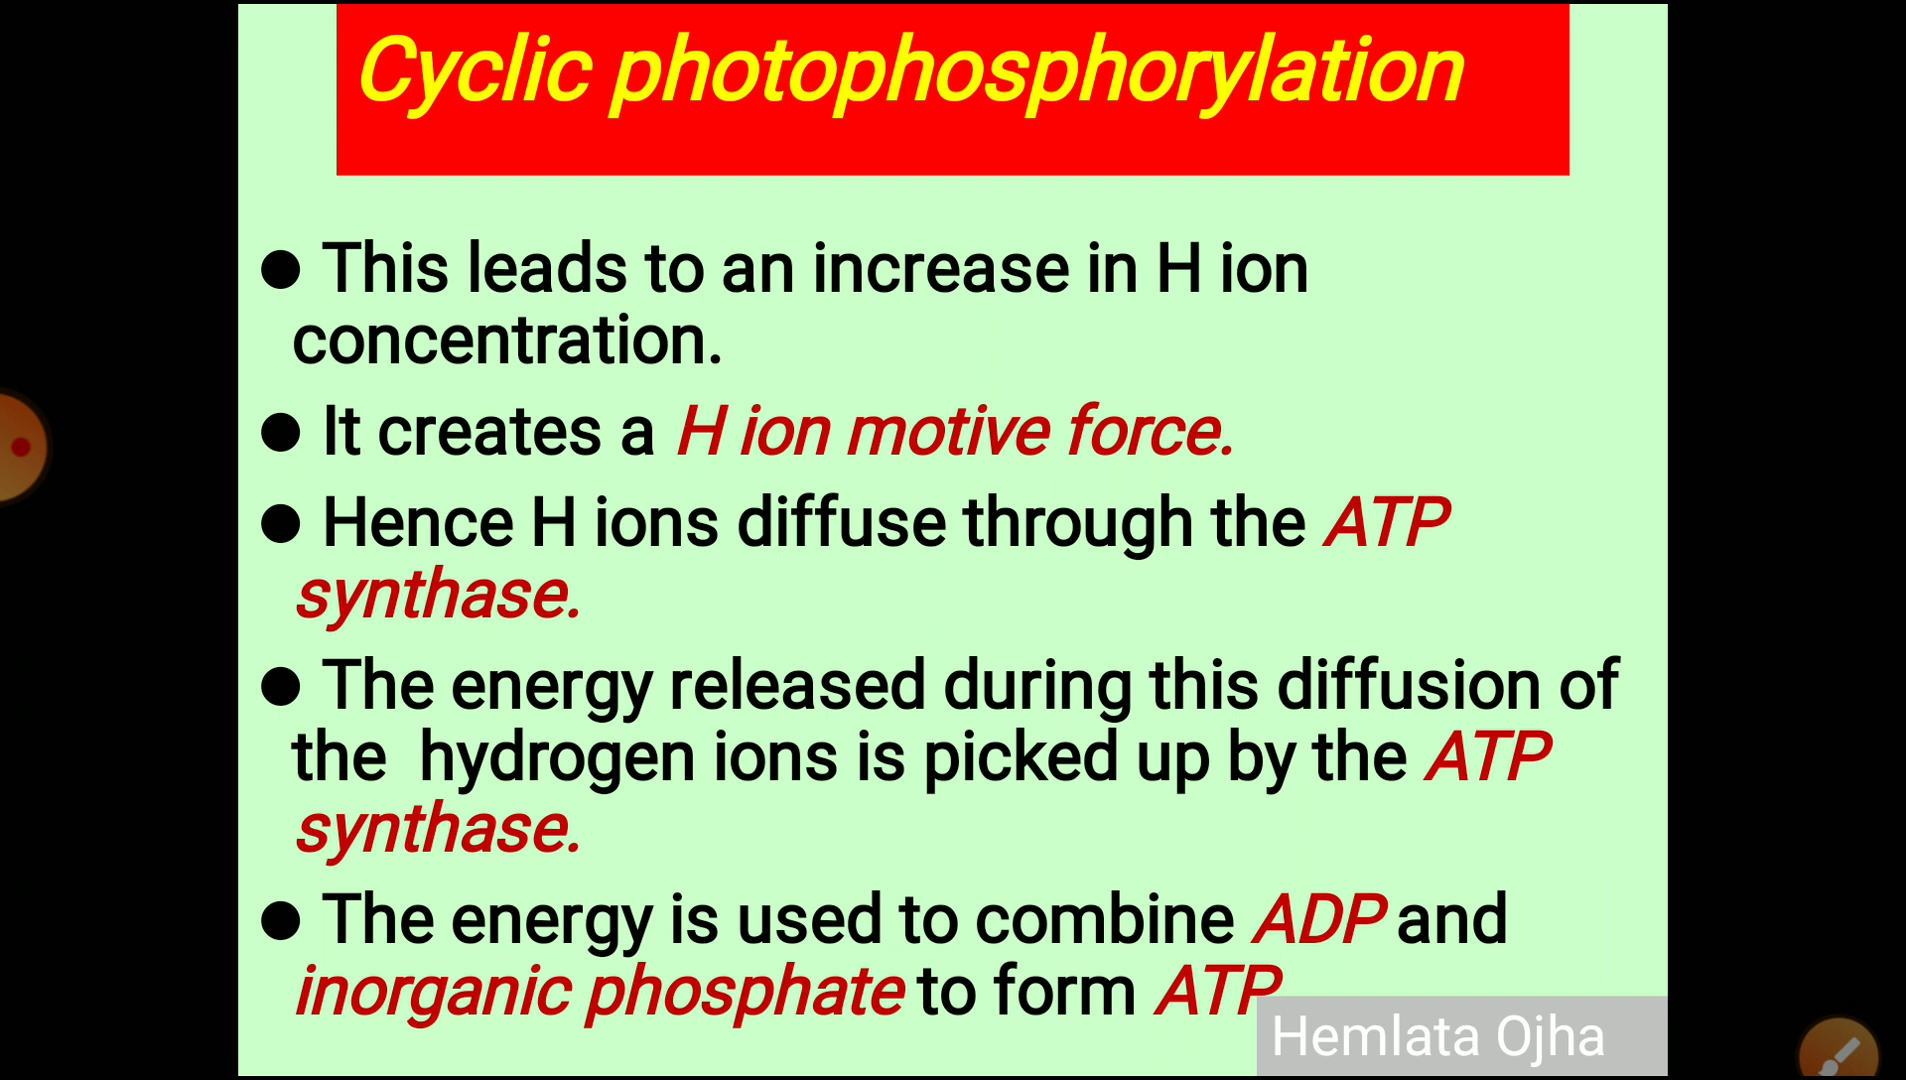 Cyclic photophosphorylation
● This leads to an increase in H ion
concentration.
● It creates a H ion motive force.
● Hence H ions diffuse through the ATP
synthase.
● The energy released during this diffusion of
the hydrogen ions is picked up by the ATP
synthase.
● The energy is used to combine ADP and
inorganic phosphate to form ATP
Hemlata Ojha